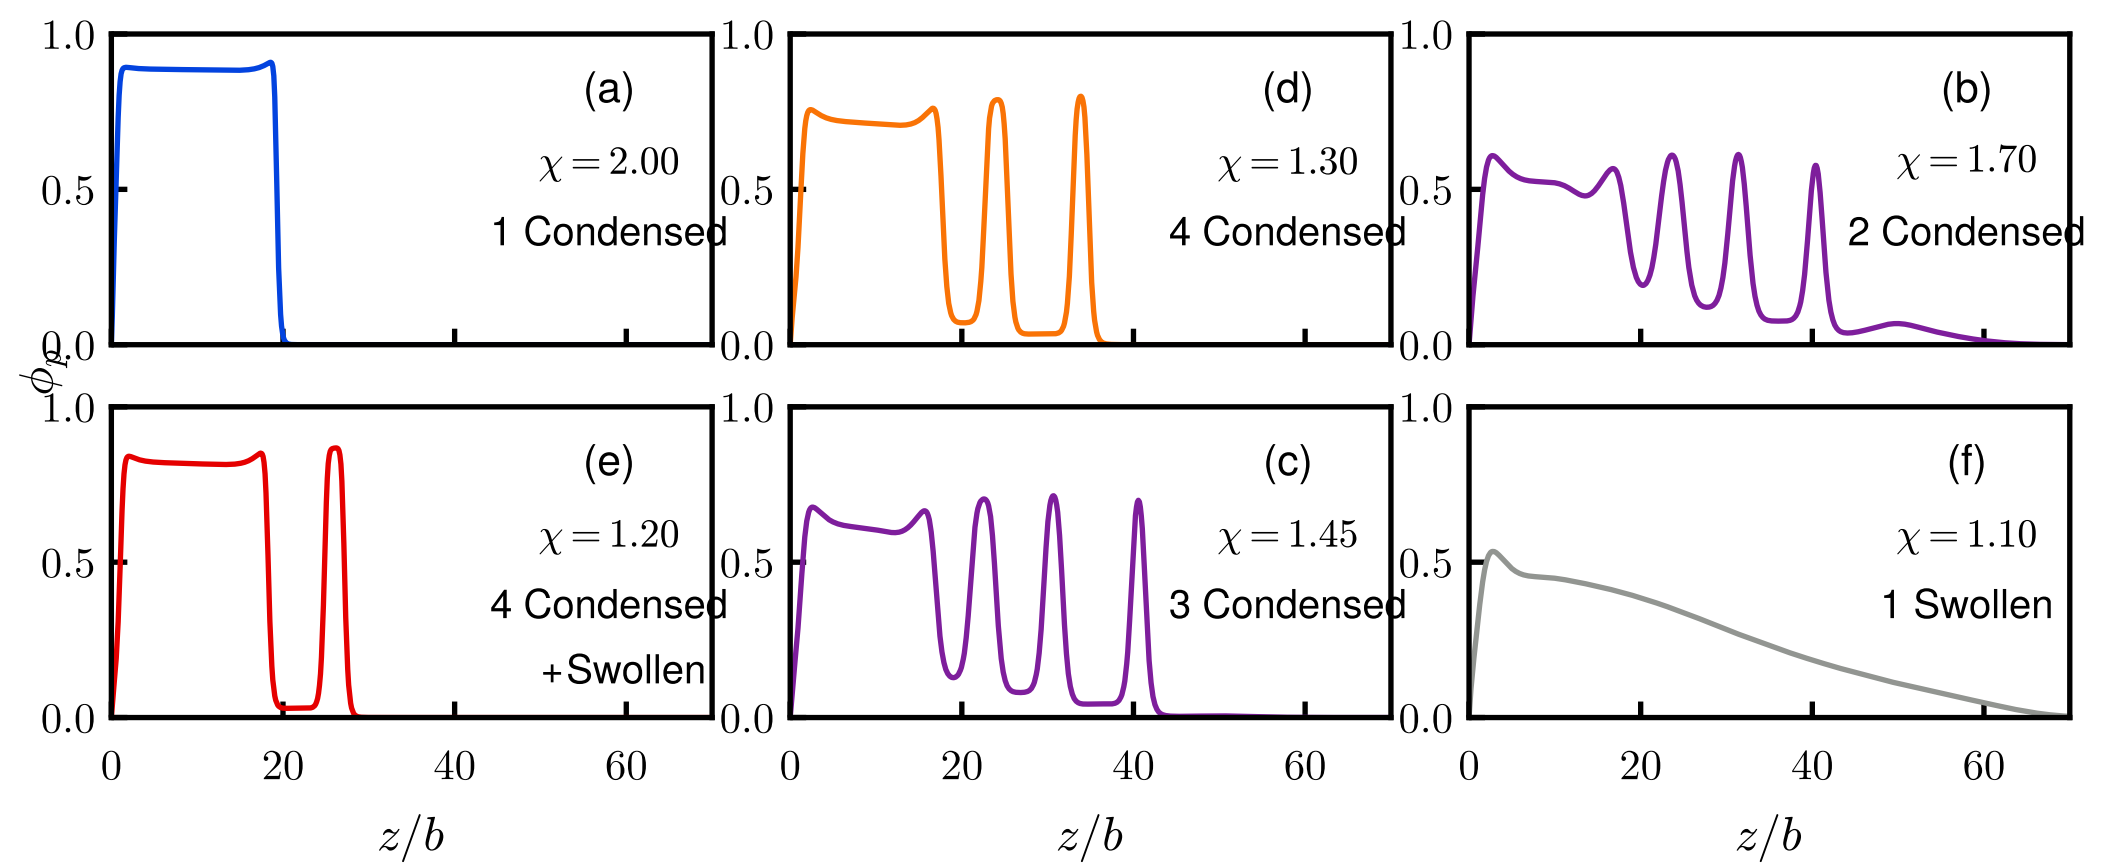 1.0
0.5
0.0
(a)
χ = 2.00
1 Condensed
1.0
0.5
0.0
(d)
χ = 1.30
4 Condensed
1.0
0.5
0.0
(b)
χ = 1.70
2 Condensed
ϕp
1.0
0.5
0.0
(e)
χ = 1.20
4 Condensed
+Swollen
0 20 40 60
z/b
1.0
0.5
0.0
(c)
χ = 1.45
3 Condensed
0 20 40 60
z/b
1.0
0.5
0.0
(f)
χ = 1.10
1 Swollen
0 20 40 60
z/b